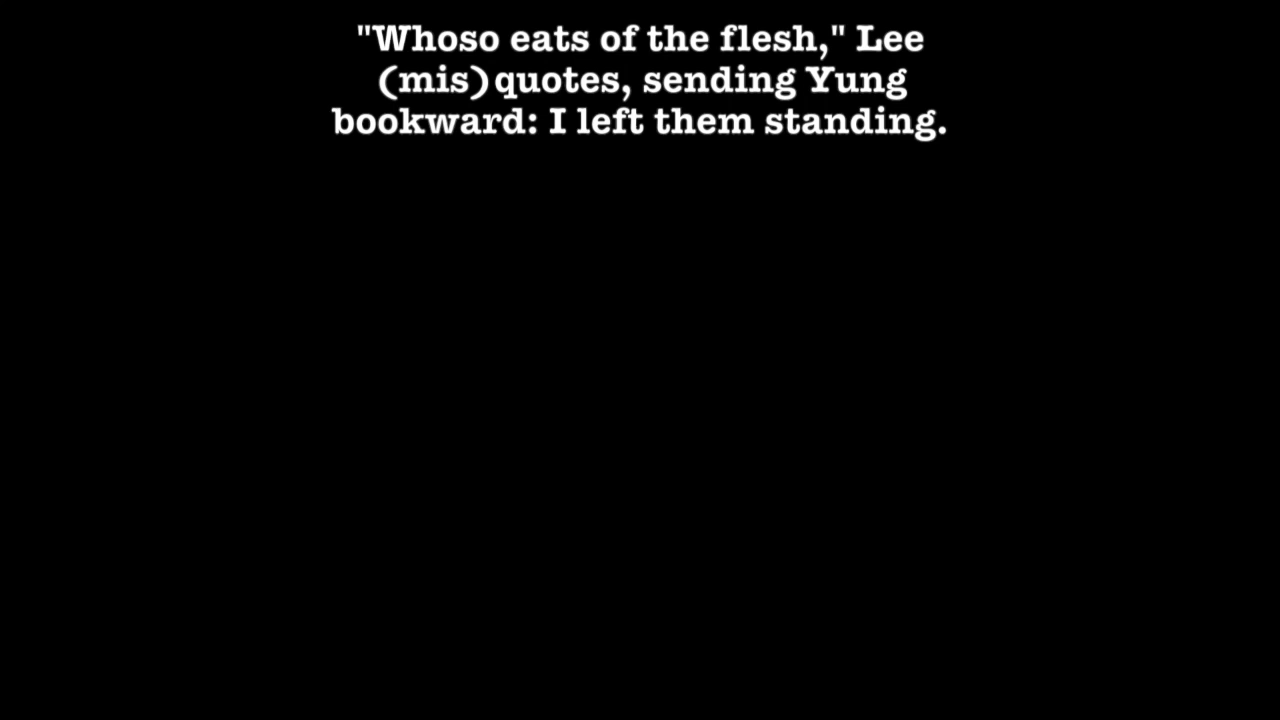 "Whoso eats of the flesh," Lee
(mis)quotes, sending Yung
bookward: I left them standing.